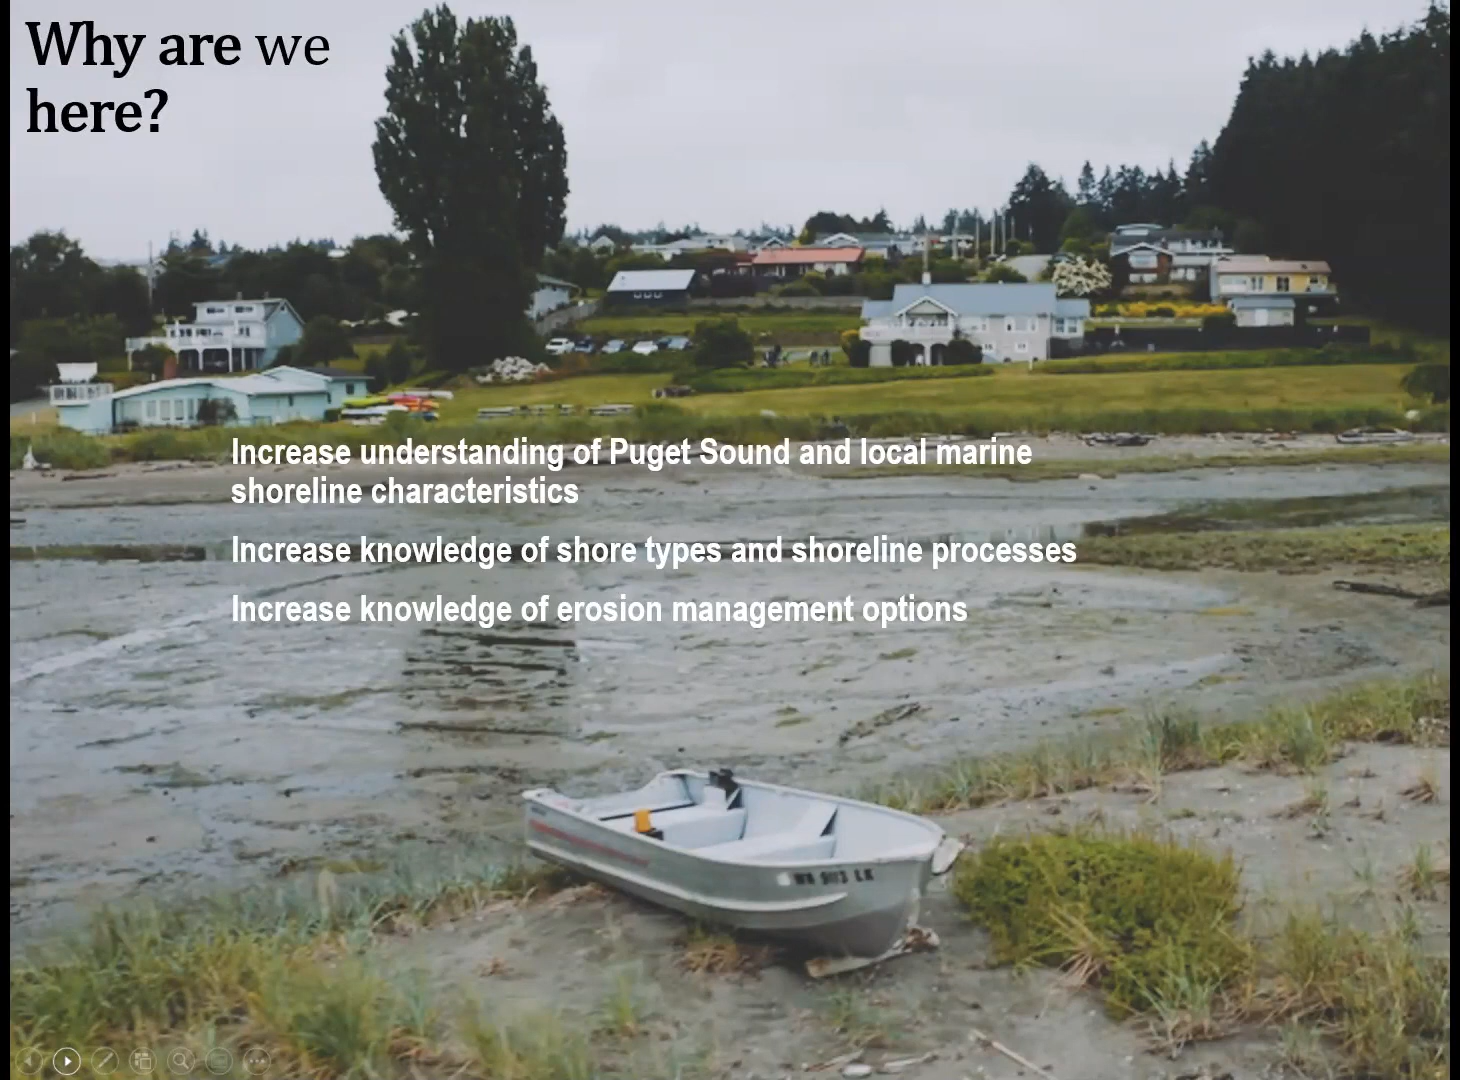 Why are we
here?
Increase understanding of Puget Sound and local marine
shoreline characteristics
Increase knowledge of shore types and shoreline processes
Increase knowledge of erosion management options